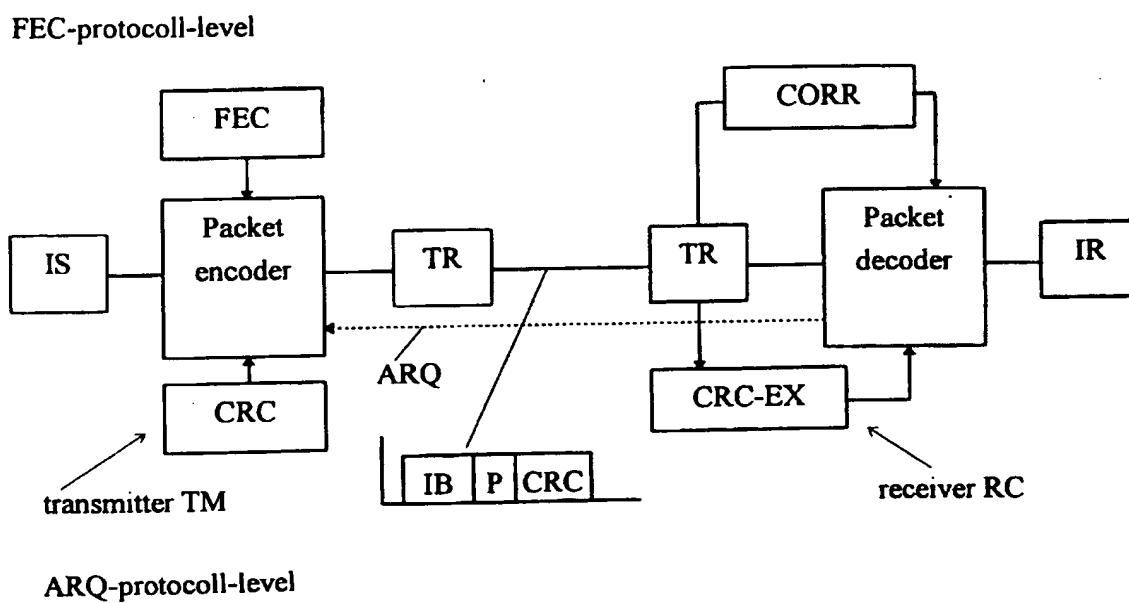 FEC-protocoll-level
FEC
CORR
IS
Packet
encoder
TR
TR
Packet
decoder
IR
ARQ
CRC
CRC-EX
IB P CRC
transmitter TM
receiver RC
ARQ-protocoll-level